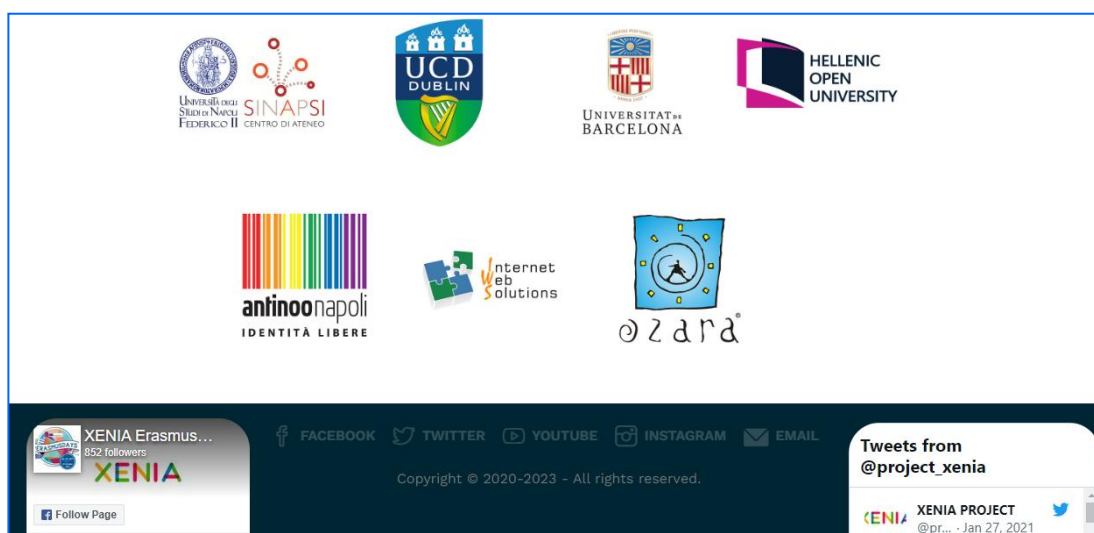 UNIVERSITÀ DEGLI
STUDI DI NAPOLI
FEDERICO II
SINAPSI
CENTRO DI ATENEO
UCD
DUBLIN
UNIVERSITAT DE
BARCELONA
HELLENIC
OPEN
UNIVERSITY
antinoo napoli
IDENTITÀ LIBERE
Internet
Web
Solutions
ozara®
XENIA Erasmus...
852 followers
XENIA
Follow Page
FACEBOOK
TWITTER
YOUTUBE
INSTAGRAM
EMAIL
Copyright © 2020-2023 - All rights reserved.
Tweets from
@project_xenia
XENIA PROJECT
@pr... · Jan 27, 2021